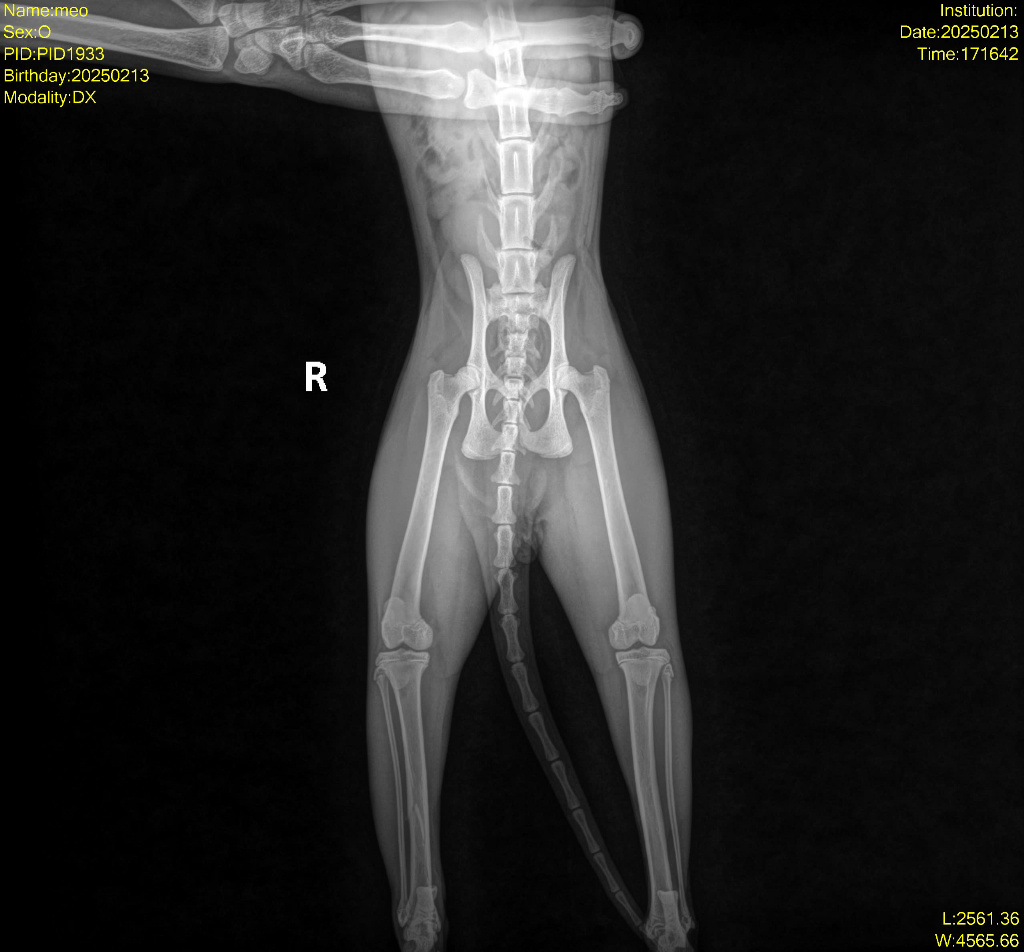 Name:meo
Sex:O
PID:PID1933
Birthday:20250213
Modality:DX
Institution:
Date:20250213
Time:171642
R
L:2561.36
W:4565.66